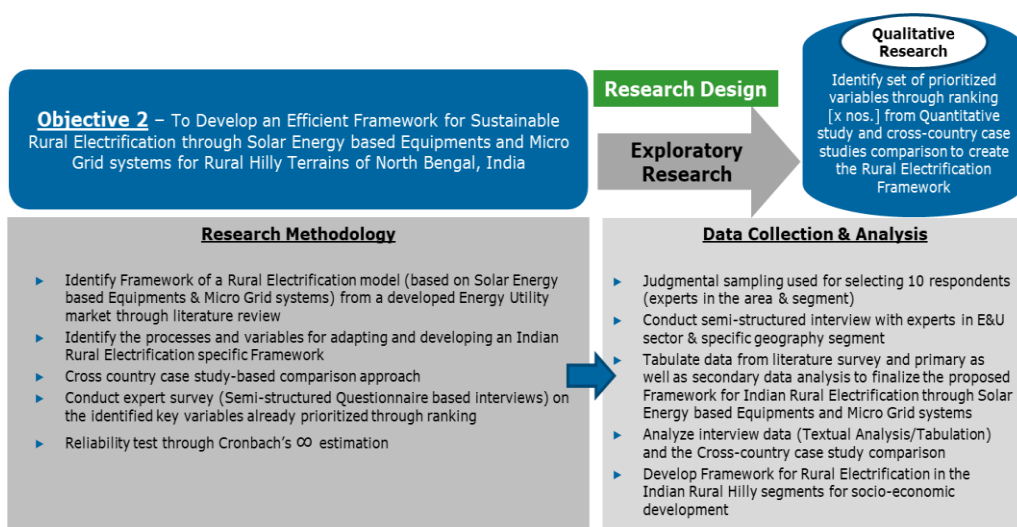 Objective 2 – To Develop an Efficient Framework for Sustainable
Rural Electrification through Solar Energy based Equipments and Micro
Grid systems for Rural Hilly Terrains of North Bengal, India
Research Design
Exploratory
Research
Qualitative
Research
Identify set of prioritized
variables through ranking
[x nos.] from Quantitative
study and cross-country case
studies comparison to create
the Rural Electrification
Framework
Research Methodology
Identify Framework of a Rural Electrification model (based on Solar Energy
based Equipments & Micro Grid systems) from a developed Energy Utility
market through literature review
Identify the processes and variables for adapting and developing an Indian
Rural Electrification specific Framework
Cross country case study-based comparison approach
Conduct expert survey (Semi-structured Questionnaire based interviews) on
the identified key variables already prioritized through ranking
Reliability test through Cronbach's ∞ estimation
Data Collection & Analysis
Judgmental sampling used for selecting 10 respondents
(experts in the area & segment)
Conduct semi-structured interview with experts in E&U
sector & specific geography segment
Tabulate data from literature survey and primary as
well as secondary data analysis to finalize the proposed
Framework for Indian Rural Electrification through Solar
Energy based Equipments and Micro Grid systems
Analyze interview data (Textual Analysis/Tabulation)
and the Cross-country case study comparison
Develop Framework for Rural Electrification in the
Indian Rural Hilly segments for socio-economic
development